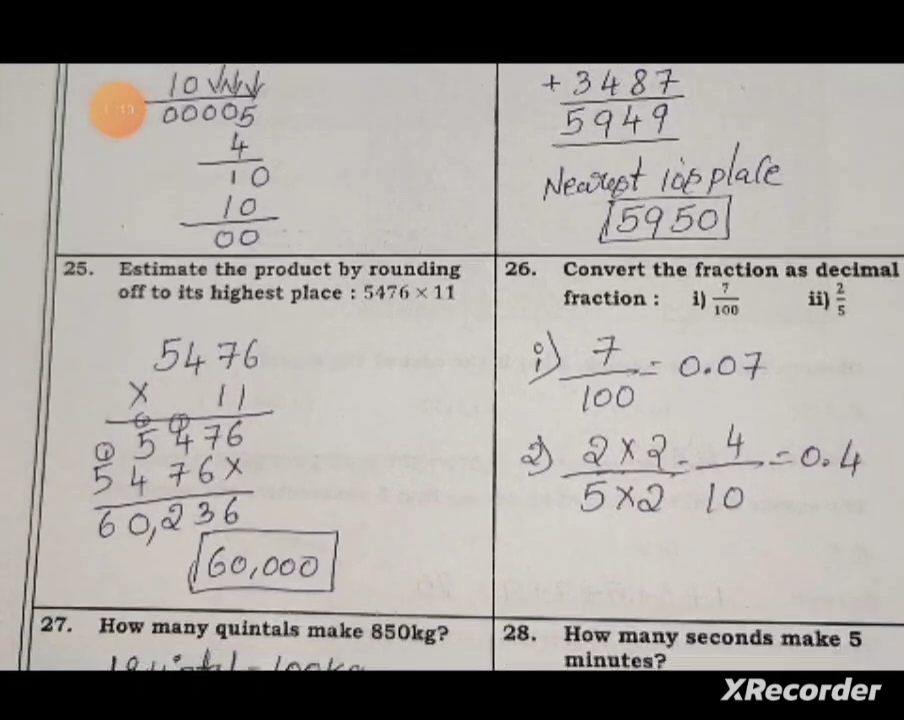 10
00005
4
10
10
00
+ 3487
5949
Nearest 10s place
5950
25. Estimate the product by rounding
off to its highest place : 5476 × 11
5476
× 11
5476
5476×
60,236
60,000
26. Convert the fraction as decimal
fraction : i) 7/100 ii) 2/5
i) 7/100 = 0.07
2) 2×2/5×2 = 4/10 = 0.4
27. How many quintals make 850kg?
28. How many seconds make 5
minutes?
XRecorder